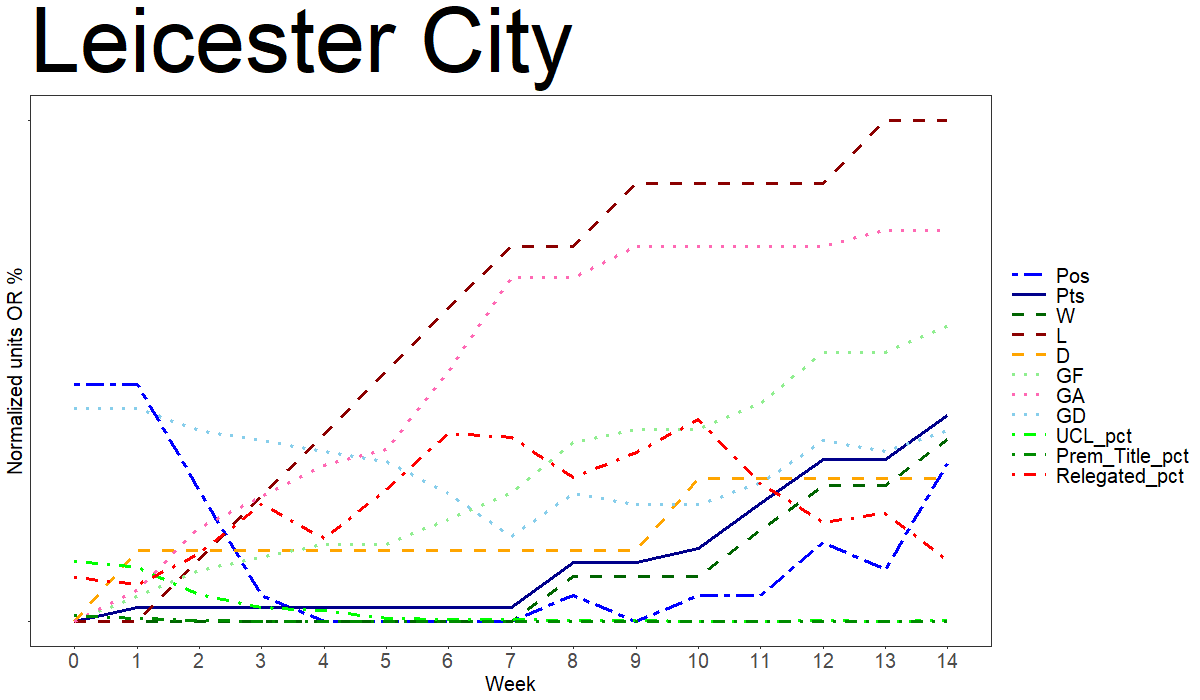 Leicester City
Normalized units OR %
Pos
Pts
W
L
D
GF
GA
GD
UCL_pct
Prem_Title_pct
Relegated_pct
0 1 2 3 4 5 6 7 8 9 10 11 12 13 14
Week